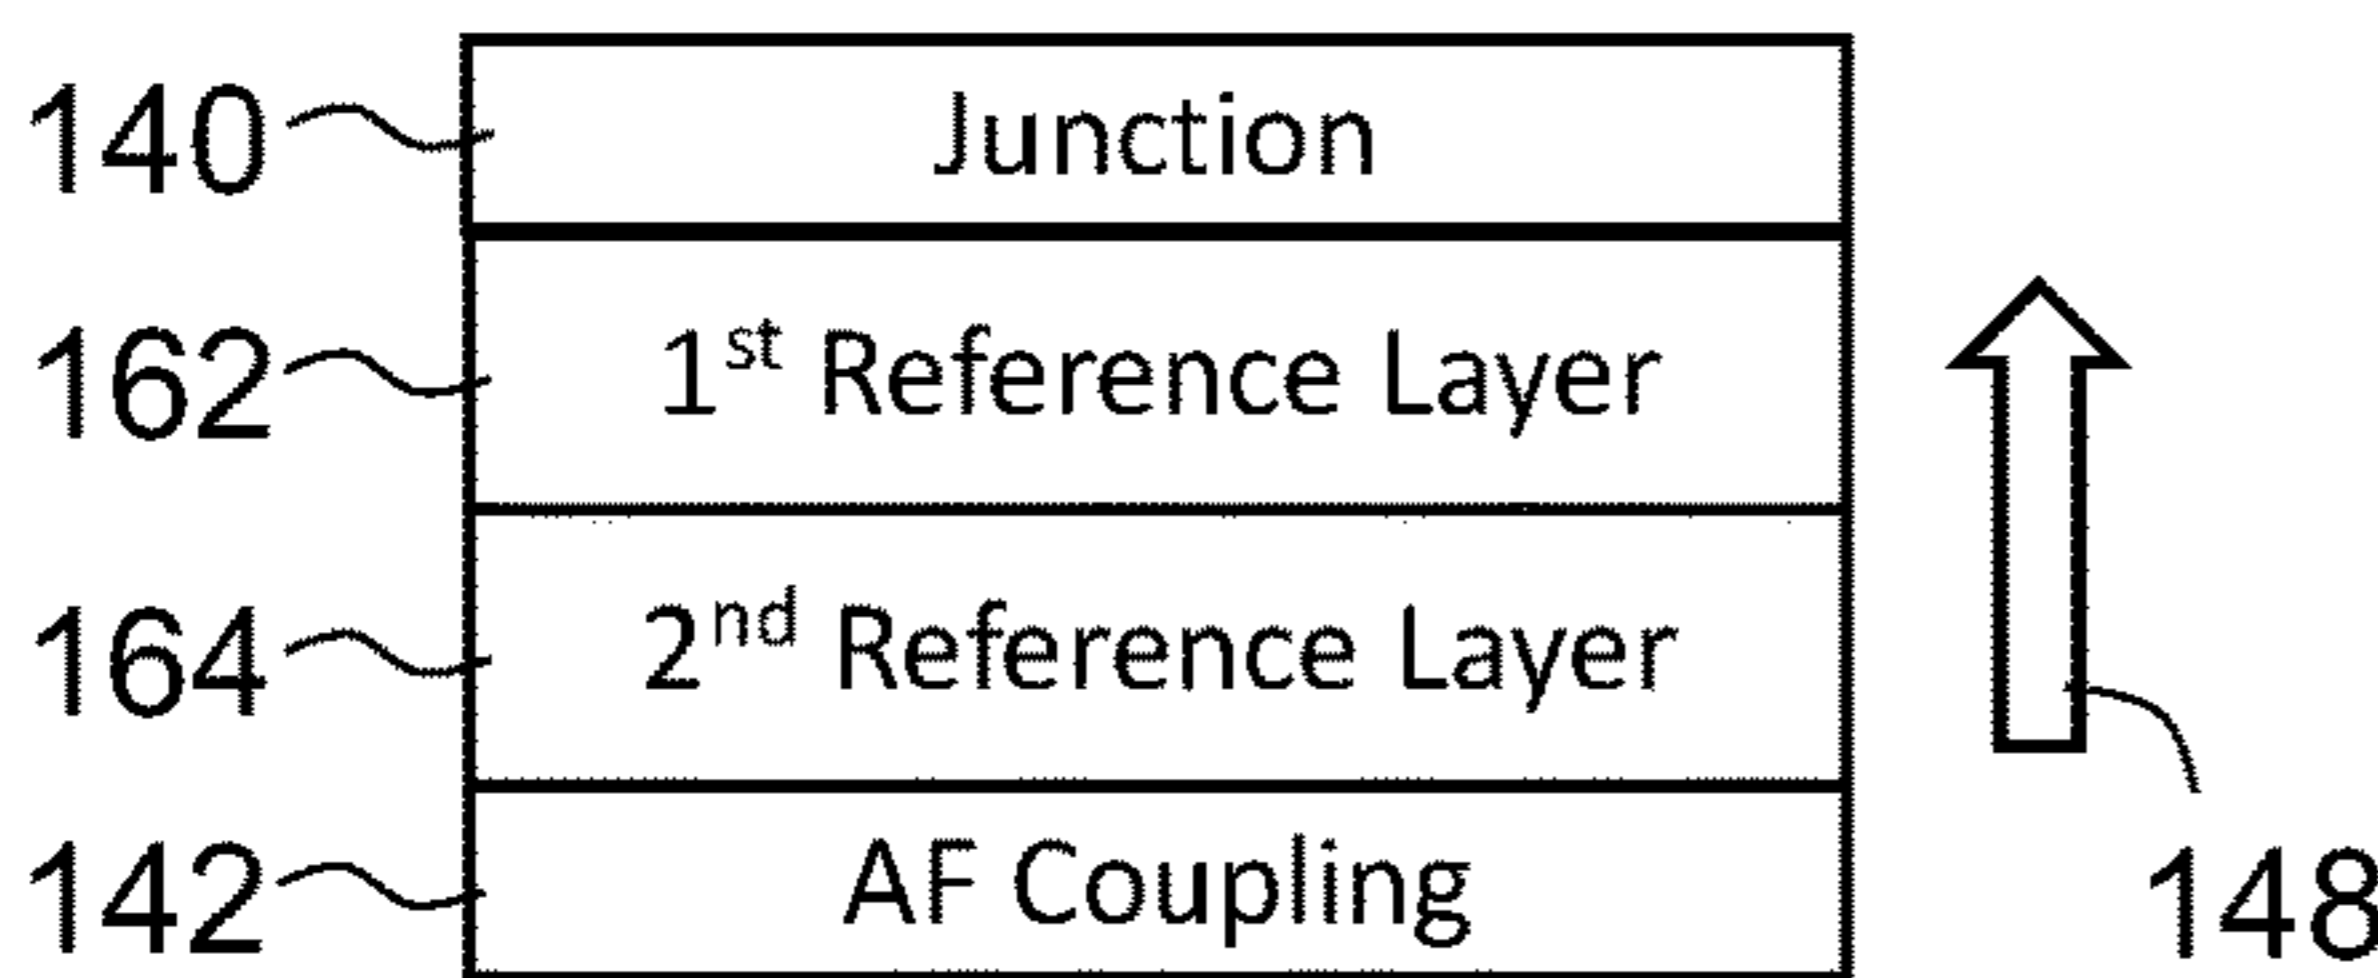 140 Junction
162 1st Reference Layer
164 2nd Reference Layer
142 AF Coupling
148